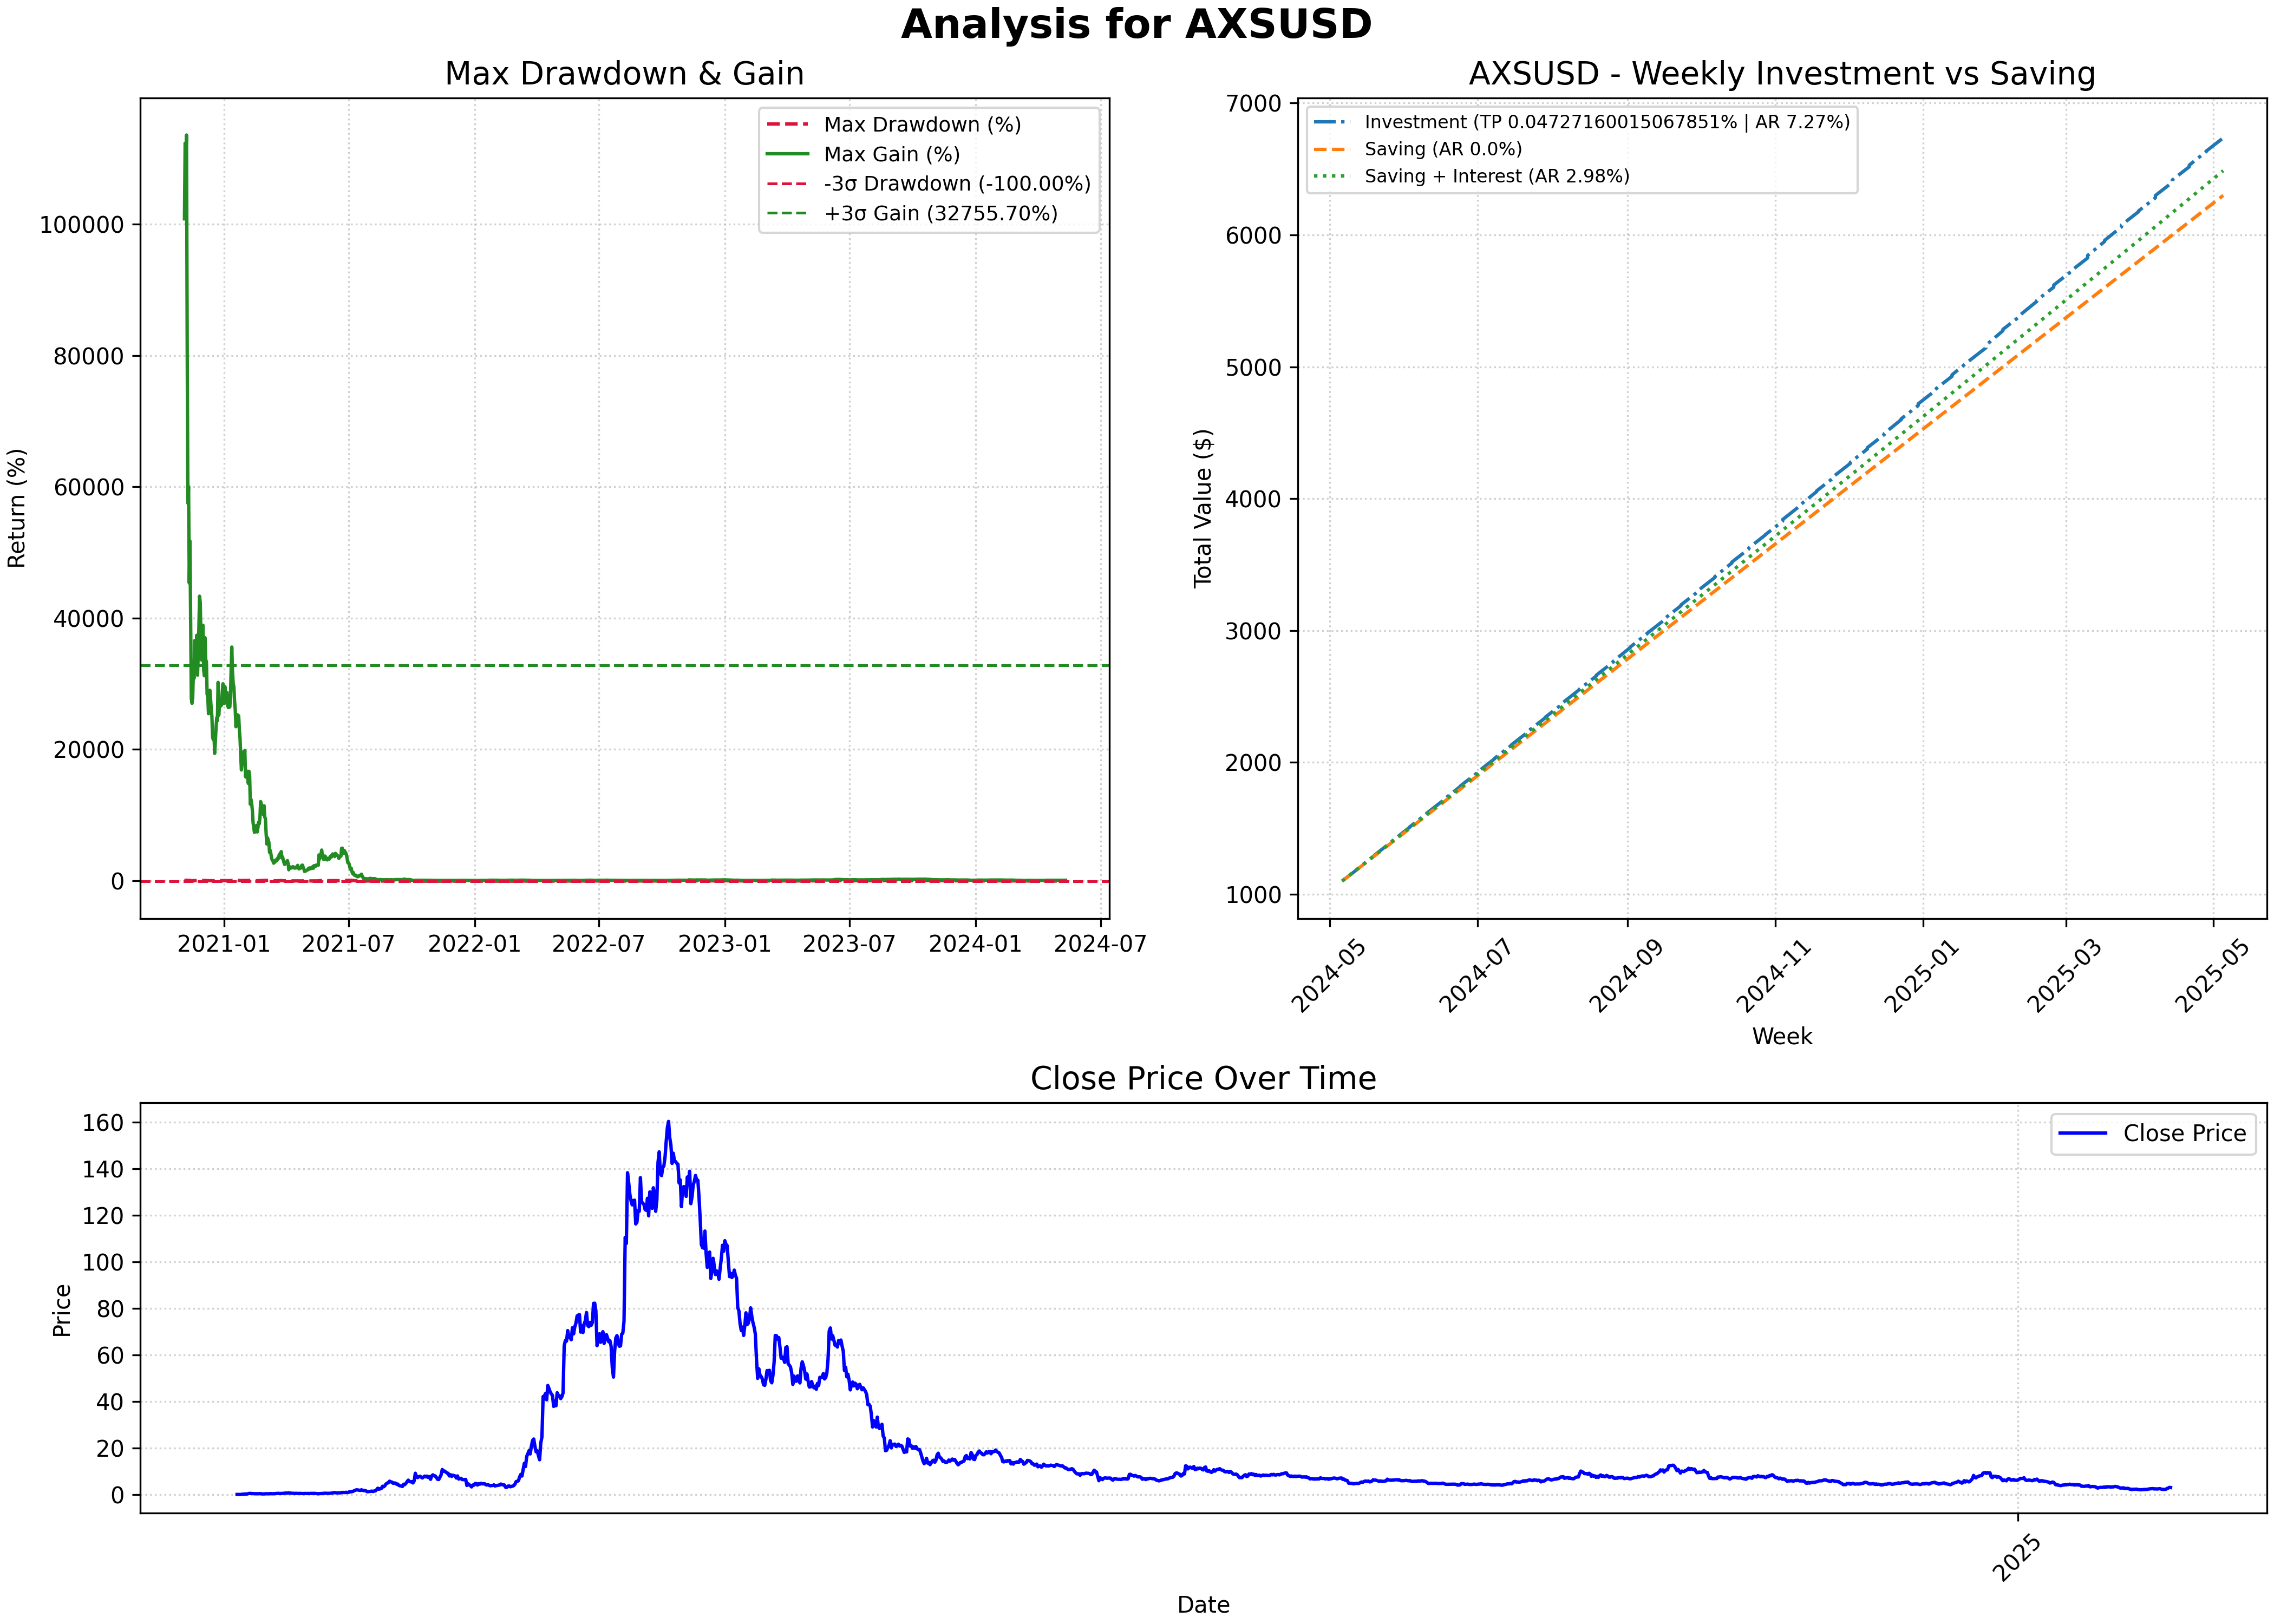 Analysis for AXSUSD
Max Drawdown & Gain
Return (%)
100000
80000
60000
40000
20000
0
Max Drawdown (%)
Max Gain (%)
-3σ Drawdown (-100.00%)
+3σ Gain (32755.70%)
2021-01
2021-07
2022-01
2022-07
2023-01
2023-07
2024-01
2024-07
AXSUSD - Weekly Investment vs Saving
Total Value ($)
7000
6000
5000
4000
3000
2000
1000
Investment (TP 0.04727160015067851% | AR 7.27%)
Saving (AR 0.0%)
Saving + Interest (AR 2.98%)
2024-05
2024-07
2024-09
2024-11
2025-01
2025-03
2025-05
Week
Close Price Over Time
Price
160
140
120
100
80
60
40
20
0
Close Price
2025
Date